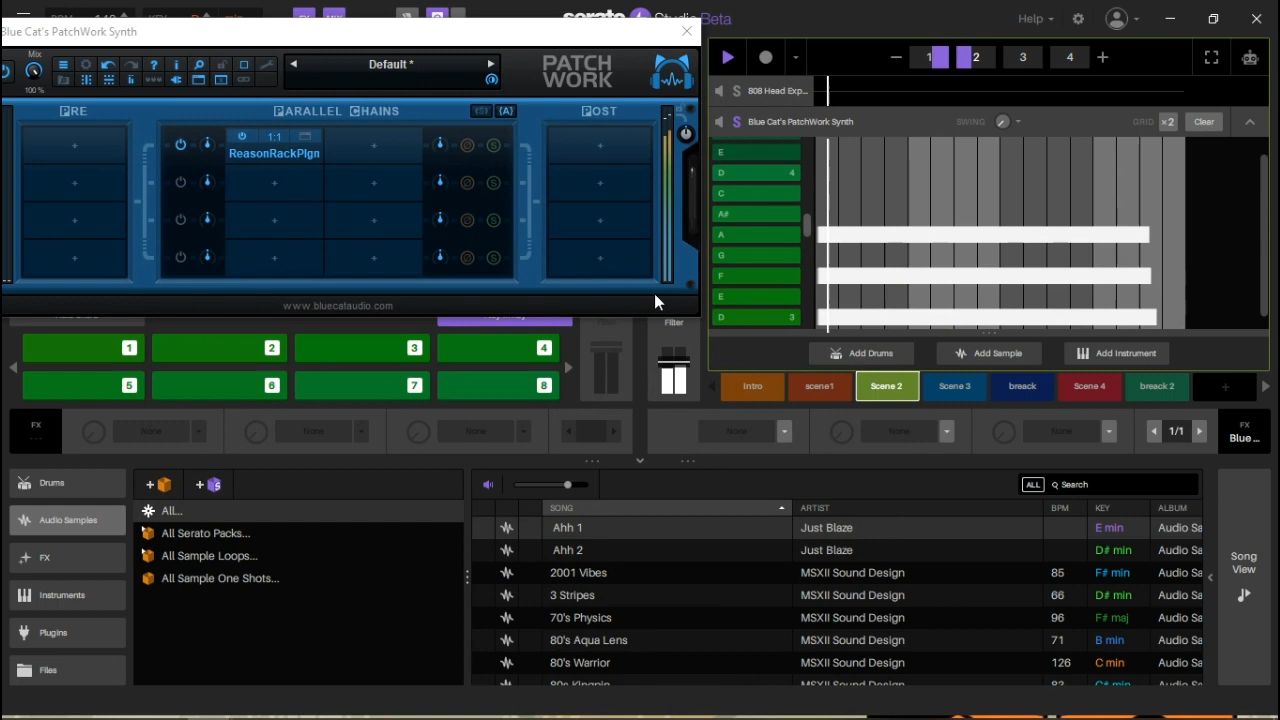 serato Studio Beta
Help
Blue Cat's PatchWork Synth
Mix
100 %
Default *
PATCH
WORK
PRE
PARALLEL CHAINS
(S)
(A)
POST
1:1
ReasonRackPlgn
www.bluecataudio.com
1
2
3
4
808 Head Exp...
S
Blue Cat's PatchWork Synth
SWING
GRID
×2
Clear
E
D 4
C
A#
A
G
F
E
D 3
Add Drums
Add Sample
Add Instrument
Filter
1
2
3
4
5
6
7
8
Intro
scene1
Scene 2
Scene 3
breack
Scene 4
breack 2
FX
None
None
None
None
None
None
1/1
FX
Blue ...
Drums
Audio Samples
FX
Instruments
Plugins
Files
All...
All Serato Packs...
All Sample Loops...
All Sample One Shots...
ALL
Search
SONG ARTIST BPM KEY ALBUM
Ahh 1 Just Blaze E min Audio Sa
Ahh 2 Just Blaze D# min Audio Sa
2001 Vibes MSXII Sound Design 85 F# min Audio Sa
3 Stripes MSXII Sound Design 66 D# min Audio Sa
70's Physics MSXII Sound Design 96 F# maj Audio Sa
80's Aqua Lens MSXII Sound Design 71 B min Audio Sa
80's Warrior MSXII Sound Design 126 C min Audio Sa
Song
View